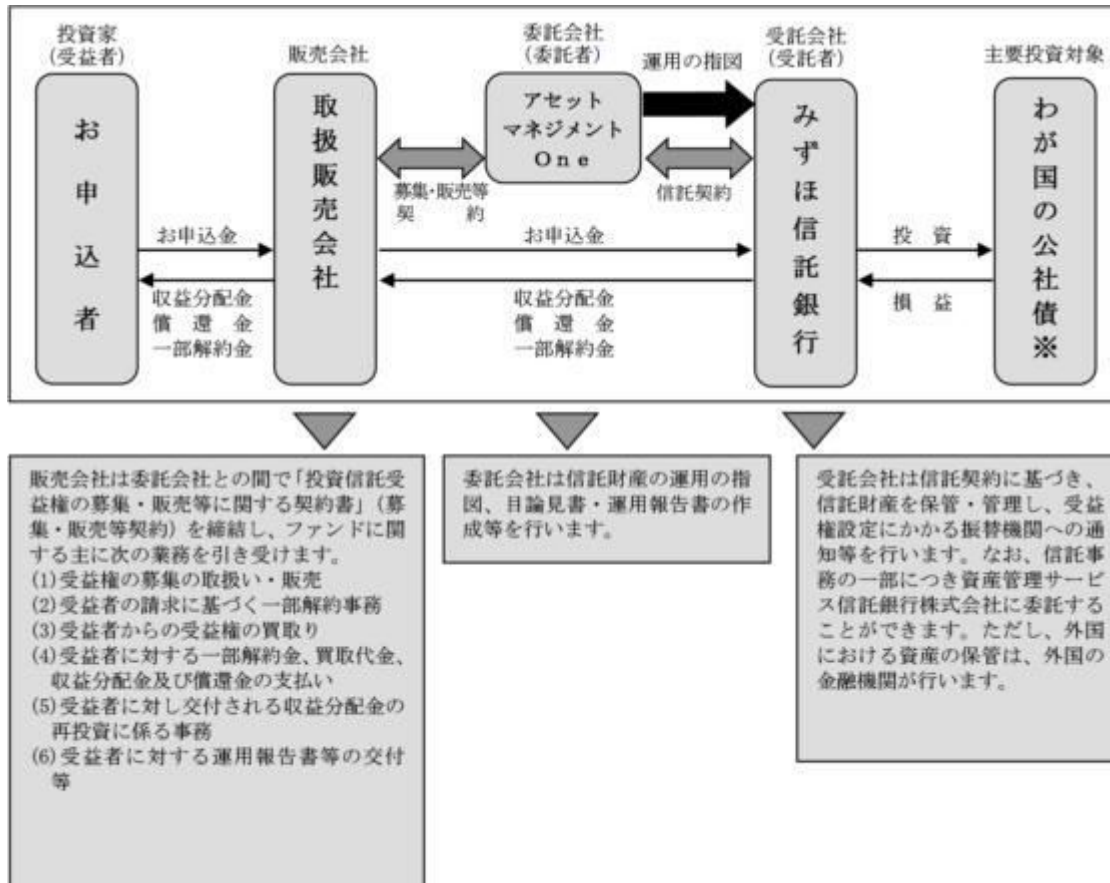 投資家
(受益者)
販売会社
委託会社
(委託者)
運用の指図
受託会社
(受託者)
主要投資対象
お申込者
取扱販売会社
アセット
マネジメント
One
みずほ信託銀行
わが国の公社債※
募集・販売等
契約
信託契約
お申込金
お申込金
投資
収益分配金
償還金
一部解約金
収益分配金
償還金
一部解約金
損益
販売会社は委託会社との間で「投資信託受
益権の募集・販売等に関する契約書」(募
集・販売等契約)を締結し、ファンドに関
する主に次の業務を引き受けます。
(1)受益権の募集の取扱い・販売
(2)受益者の請求に基づく一部解約事務
(3)受益者からの受益権の買取り
(4)受益者に対する一部解約金、買取代金、
収益分配金及び償還金の支払い
(5)受益者に対し交付される収益分配金の
再投資に係る事務
(6)受益者に対する運用報告書等の交付
等
委託会社は信託財産の運用の指
図、目論見書・運用報告書の作
成等を行います。
受託会社は信託契約に基づき、
信託財産を保管・管理し、受益
権設定にかかる振替機関への通
知等を行います。なお、信託事
務の一部につき資産管理サービ
ス信託銀行株式会社に委託する
ことができます。ただし、外国
における資産の保管は、外国の
金融機関が行います。